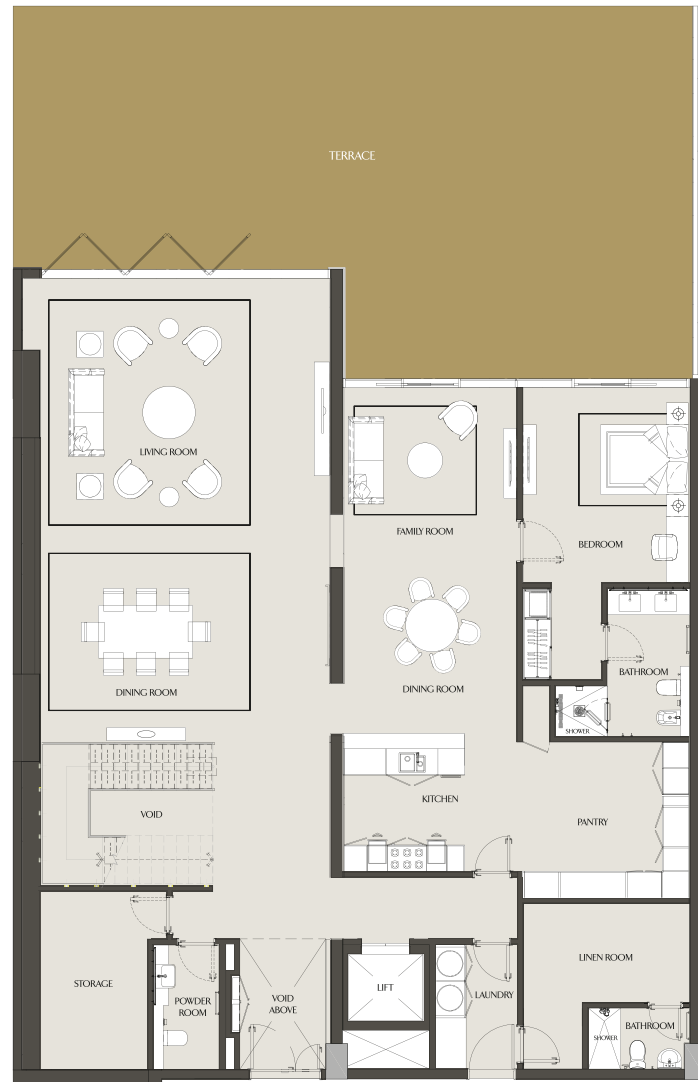 TERRACE
LIVING ROOM
FAMILY ROOM
BEDROOM
BATHROOM
DINING ROOM
DINING ROOM
SHOWER
KITCHEN
VOID
PANTRY
LINEN ROOM
STORAGE
LIFT
LAUNDRY
POWDER
ROOM
VOID
ABOVE
BATHROOM
SHOWER